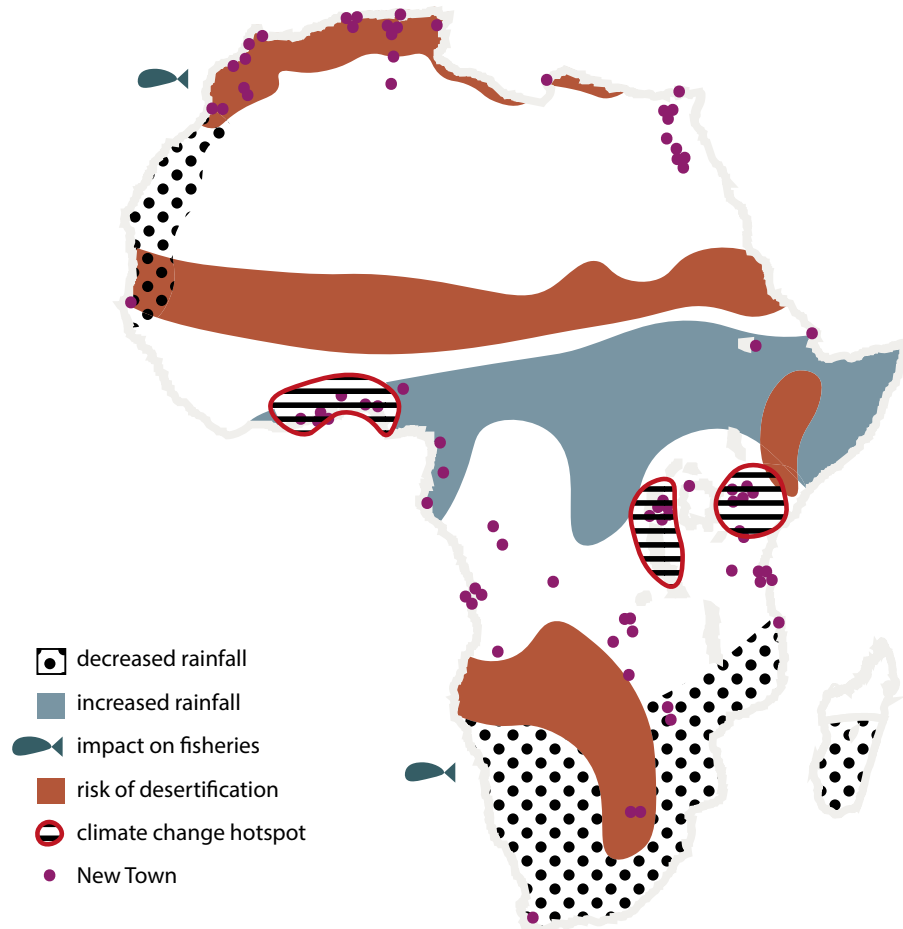 decreased rainfall
increased rainfall
impact on fisheries
risk of desertification
climate change hotspot
New Town